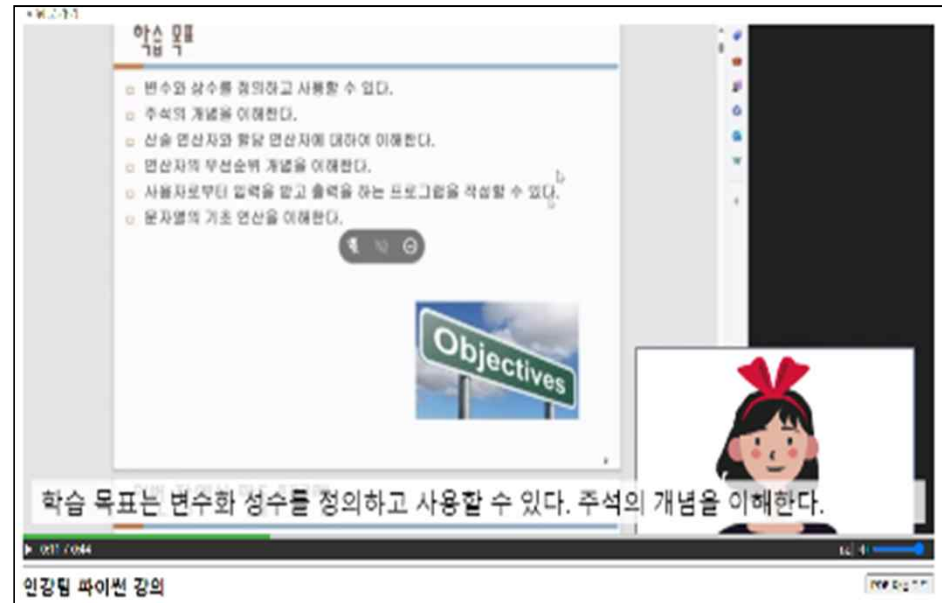 학습 목표
변수와 상수를 정의하고 사용할 수 있다.
주석의 개념을 이해한다.
산술 연산자와 할당 연산자에 대하여 이해한다.
연산자의 우선순위 개념을 이해한다.
사용자로부터 입력을 받고 출력을 하는 프로그램을 작성할 수 있다.
문자열의 기초 연산을 이해한다.
Objectives
학습 목표는 변수화 성수를 정의하고 사용할 수 있다. 주석의 개념을 이해한다.
0:11 / 0:44
인강팀 파이썬 강의